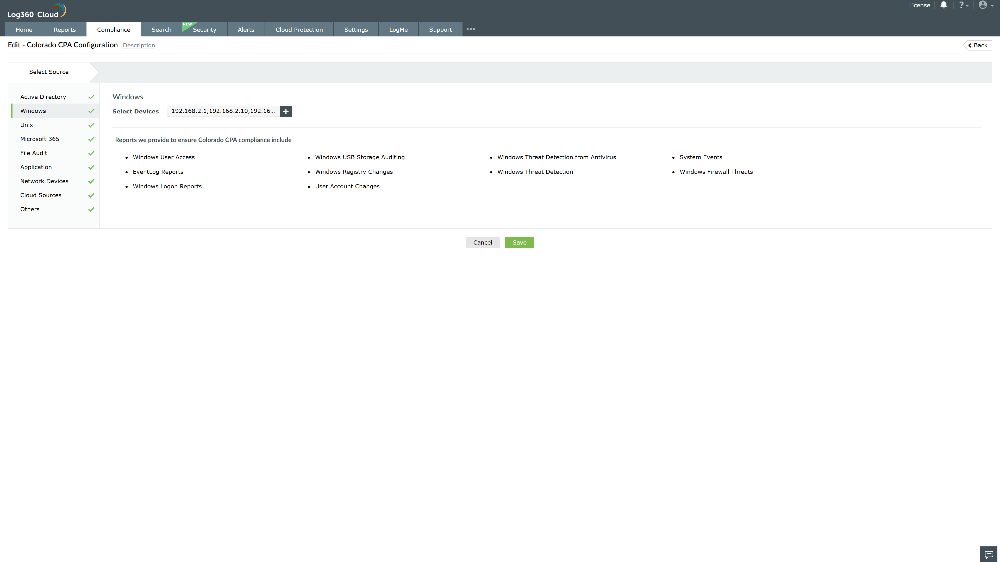 License
?
Log360 Cloud
Home Reports Compliance Search NEW Security Alerts Cloud Protection Settings LogMe Support •••
Edit - Colorado CPA Configuration Description Back
Select Source
Active Directory
Windows
Unix
Microsoft 365
File Audit
Application
Network Devices
Cloud Sources
Others
Windows
Select Devices 192.168.2.1,192.168.2.10,192.16... +
Reports we provide to ensure Colorado CPA compliance include
• Windows User Access • Windows USB Storage Auditing • Windows Threat Detection from Antivirus • System Events
• EventLog Reports • Windows Registry Changes • Windows Threat Detection • Windows Firewall Threats
• Windows Logon Reports • User Account Changes
Cancel Save